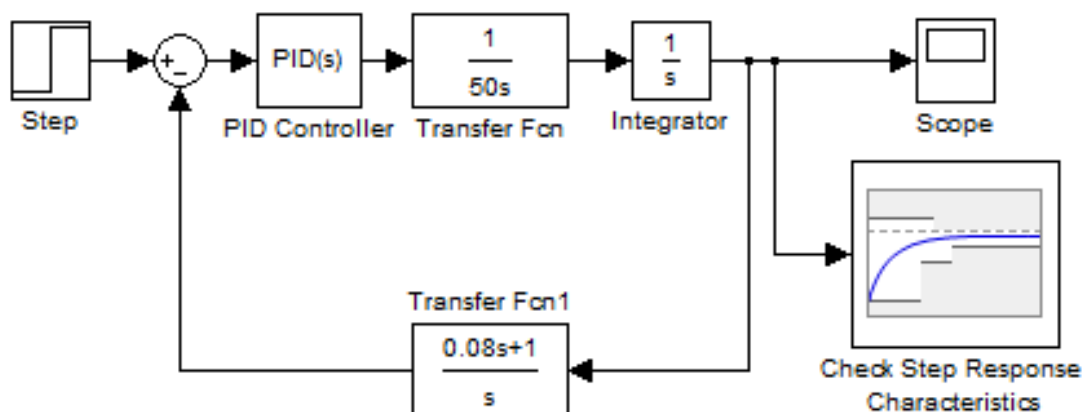 Step
+
−
PID(s)
PID Controller
1
50s
Transfer Fcn
1
s
Integrator
Scope
Check Step Response
Characteristics
Transfer Fcn1
0.08s+1
s